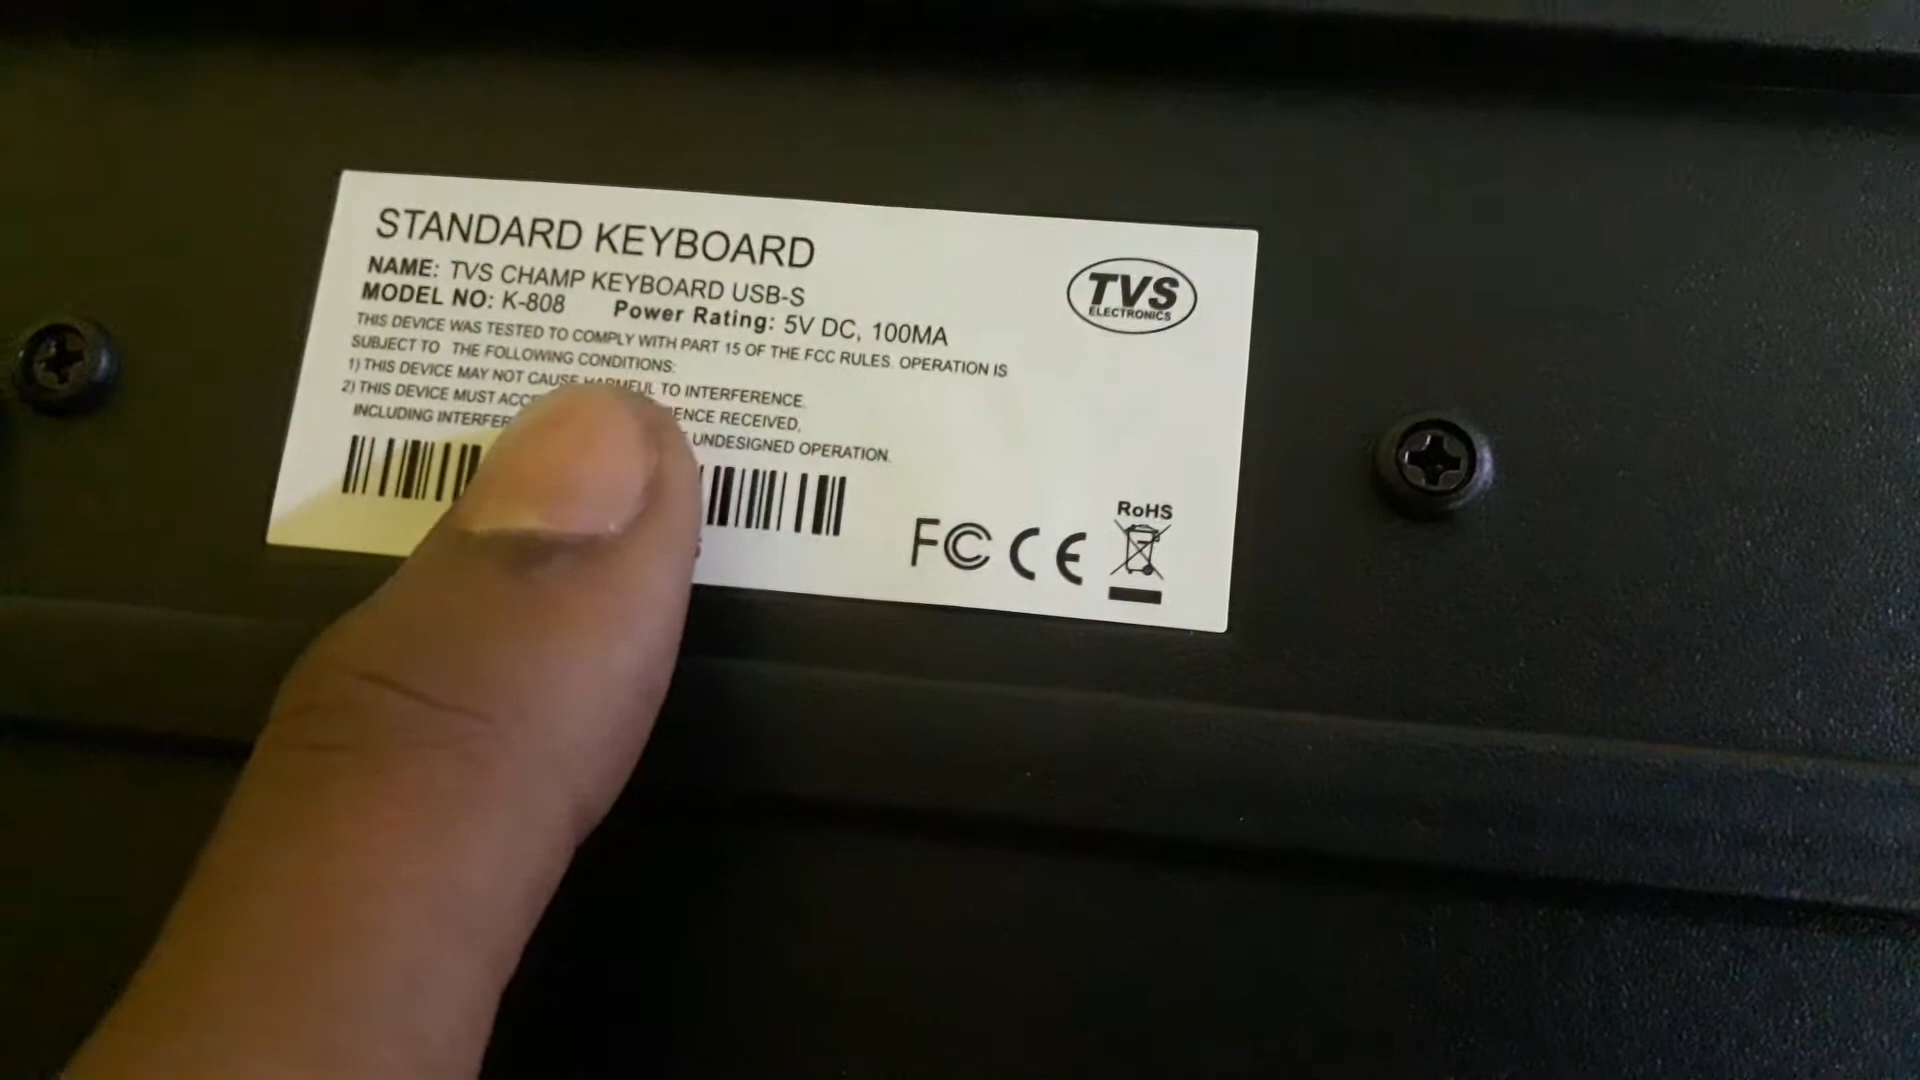 STANDARD KEYBOARD
NAME: TVS CHAMP KEYBOARD USB-S
MODEL NO: K-808 Power Rating: 5V DC, 100MA
THIS DEVICE WAS TESTED TO COMPLY WITH PART 15 OF THE FCC RULES. OPERATION IS
SUBJECT TO THE FOLLOWING CONDITIONS:
1) THIS DEVICE MAY NOT CAUSE HARMFUL TO INTERFERENCE.
2) THIS DEVICE MUST RECEIVED,
INCLUDING UNDESIGNED OPERATION.
TVS
ELECTRONICS
FC CE
RoHS